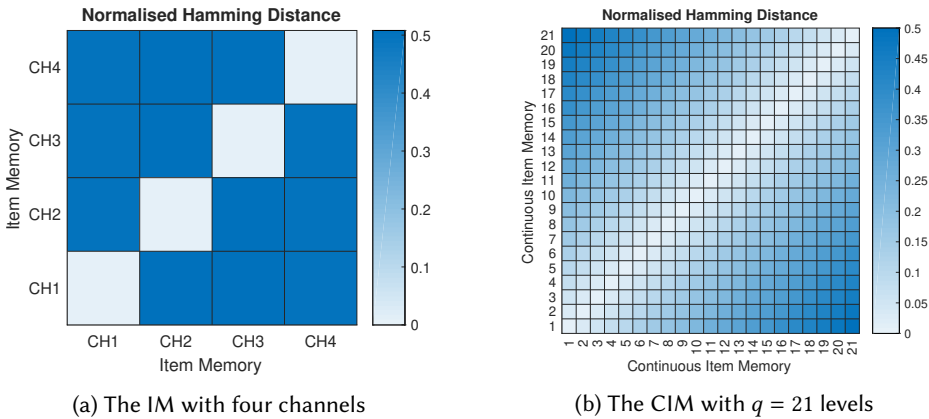 Normalised Hamming Distance
CH4
CH3
CH2
CH1
Item Memory
CH1 CH2 CH3 CH4
Item Memory
0.5
0.4
0.3
0.2
0.1
0
(a) The IM with four channels
Normalised Hamming Distance
21
20
19
18
17
16
15
14
13
12
11
10
9
8
7
6
5
4
3
2
1
Continuous Item Memory
1 2 3 4 5 6 7 8 9 10 11 12 13 14 15 16 17 18 19 20 21
Continuous Item Memory
0.5
0.45
0.4
0.35
0.3
0.25
0.2
0.15
0.1
0.05
0
(b) The CIM with q = 21 levels